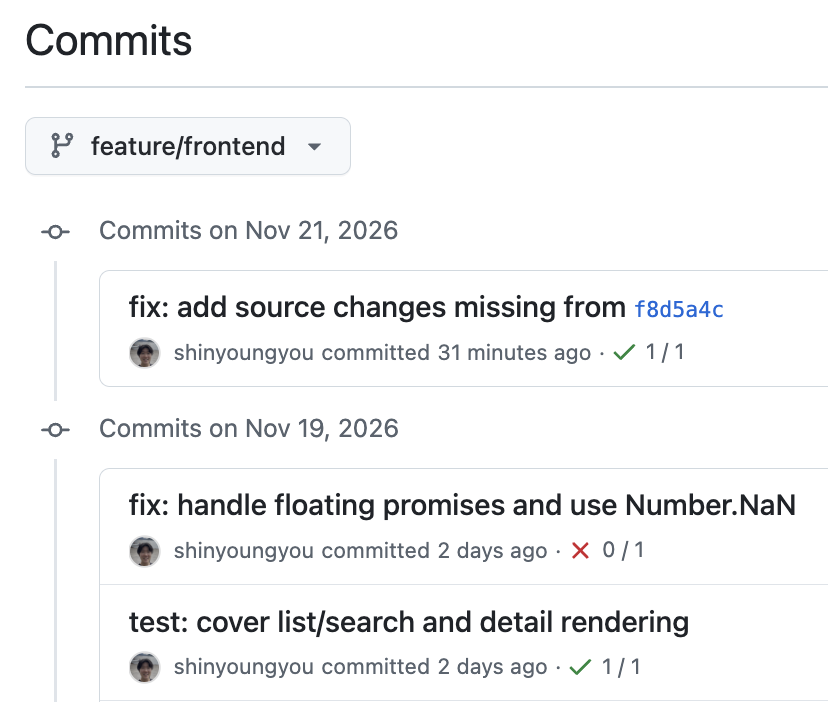 Commits
feature/frontend
Commits on Nov 21, 2026
fix: add source changes missing from f8d5a4c
shinyoungyou committed 31 minutes ago · ✓ 1 / 1
Commits on Nov 19, 2026
fix: handle floating promises and use Number.NaN
shinyoungyou committed 2 days ago · ✕ 0 / 1
test: cover list/search and detail rendering
shinyoungyou committed 2 days ago · ✓ 1 / 1